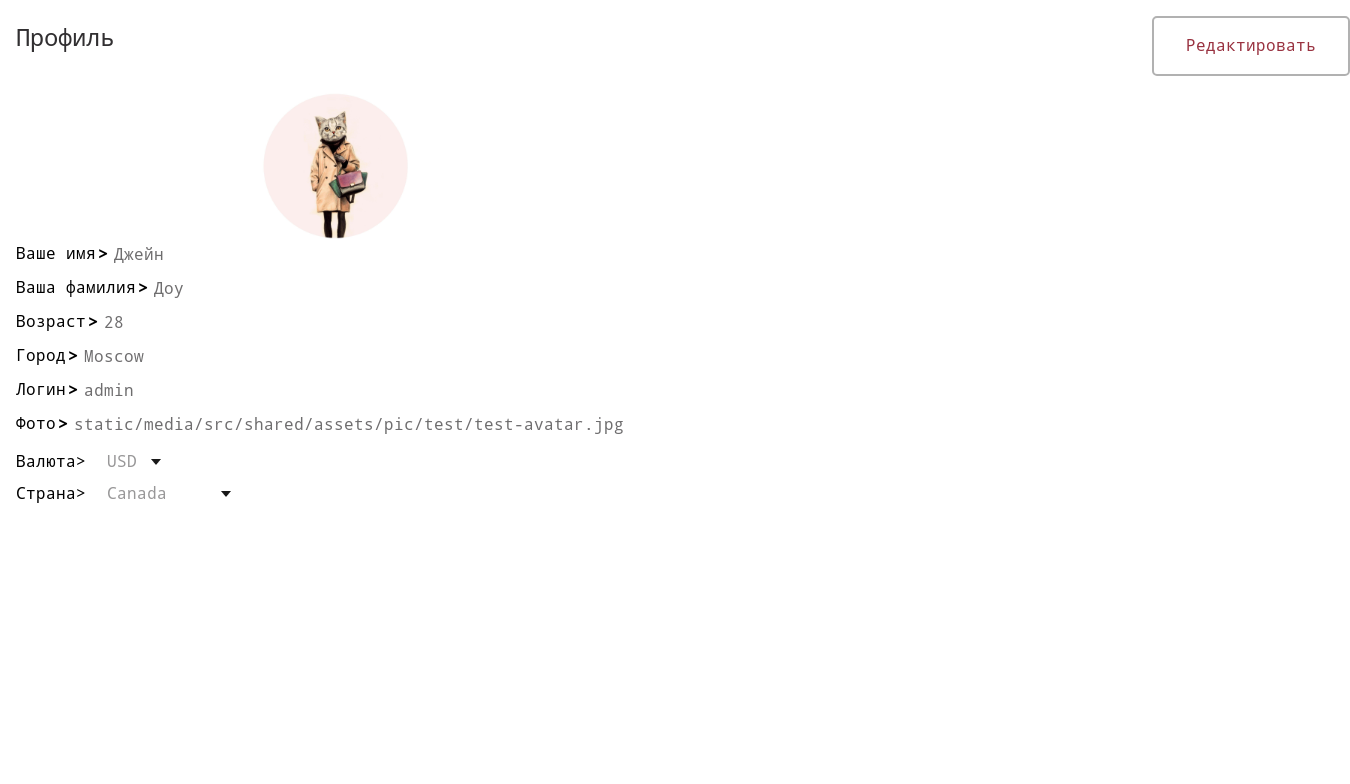 Профиль
Редактировать
Ваше имя> Джейн
Ваша фамилия> Доу
Возраст> 28
Город> Moscow
Логин> admin
Фото> static/media/src/shared/assets/pic/test/test-avatar.jpg
Валюта> USD
Страна> Canada